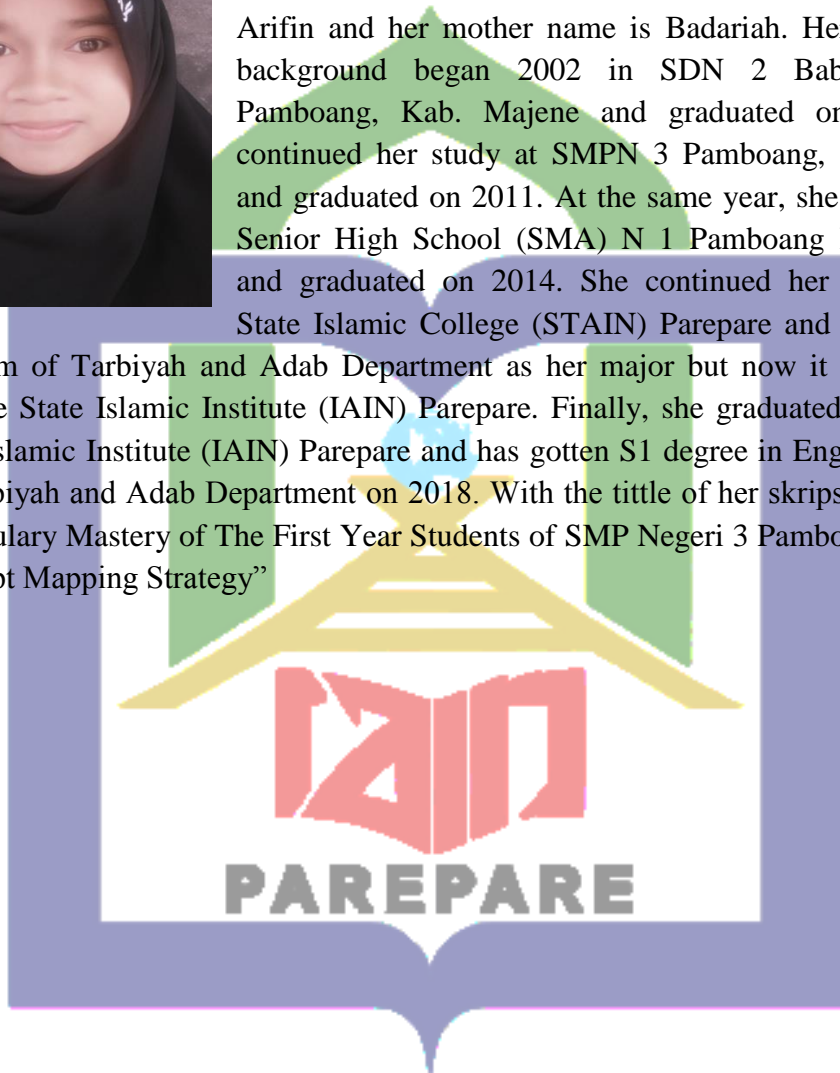 Arifin and her mother name is Badariah. He
background began 2002 in SDN 2 Bab
Pamboang, Kab. Majene and graduated on
continued her study at SMPN 3 Pamboang,
and graduated on 2011. At the same year, she
Senior High School (SMA) N 1 Pamboang
and graduated on 2014. She continued her
State Islamic College (STAIN) Parepare and
m of Tarbiyah and Adab Department as her major but now it
e State Islamic Institute (IAIN) Parepare. Finally, she graduated
slamic Institute (IAIN) Parepare and has gotten S1 degree in Eng
biyah and Adab Department on 2018. With the tittle of her skrips
ulary Mastery of The First Year Students of SMP Negeri 3 Pambo
pt Mapping Strategy”
IAIN
PAREPARE